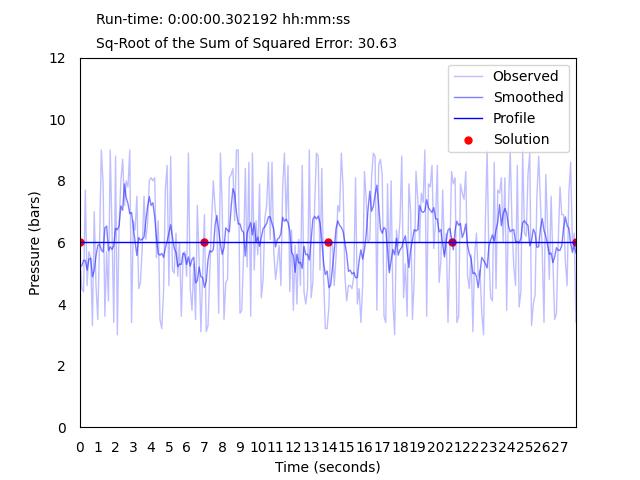 Run-time: 0:00:00.302192 hh:mm:ss
Sq-Root of the Sum of Squared Error: 30.63
12
10
8
6
4
2
0
Pressure (bars)
Observed
Smoothed
Profile
Solution
0 1 2 3 4 5 6 7 8 9 10 11 12 13 14 15 16 17 18 19 20 21 22 23 24 25 26 27
Time (seconds)